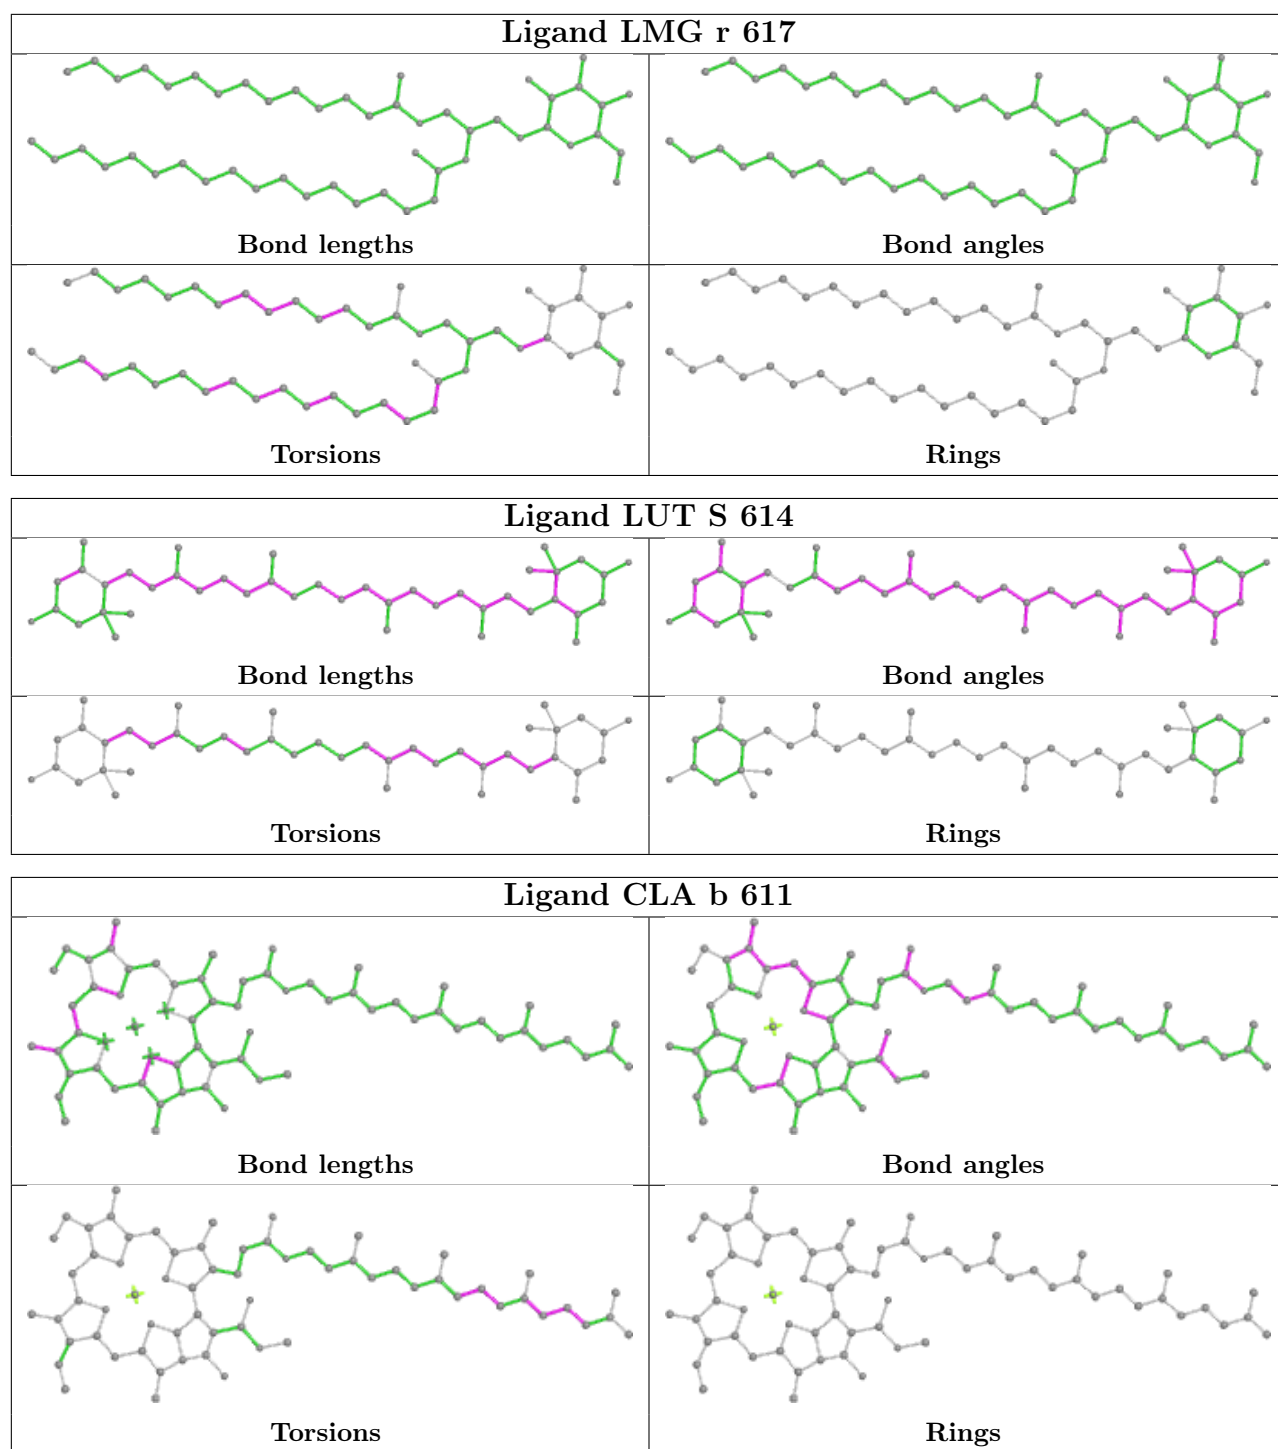 Ligand LMG r 617
Bond lengths
Bond angles
Torsions
Rings
Ligand LUT S 614
Bond lengths
Bond angles
Torsions
Rings
Ligand CLA b 611
Bond lengths
Bond angles
Torsions
Rings